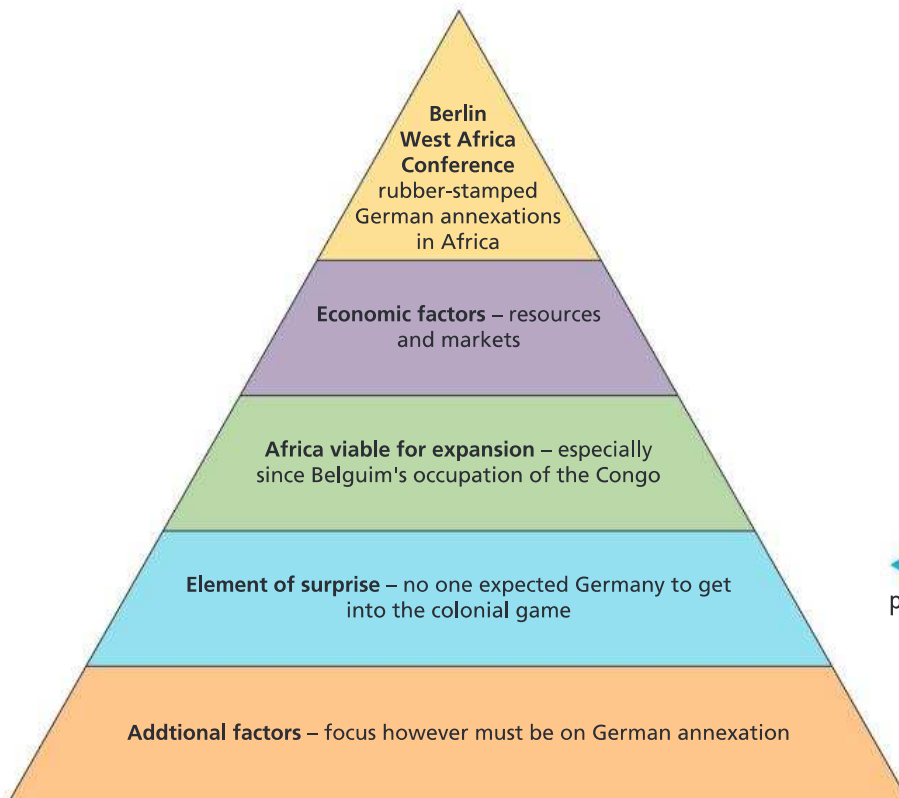 Berlin
West Africa
Conference
rubber-stamped
German annexations
in Africa
Economic factors – resources
and markets
Africa viable for expansion – especially
since Belguim's occupation of the Congo
Element of surprise – no one expected Germany to get
into the colonial game
Addtional factors – focus however must be on German annexation
p